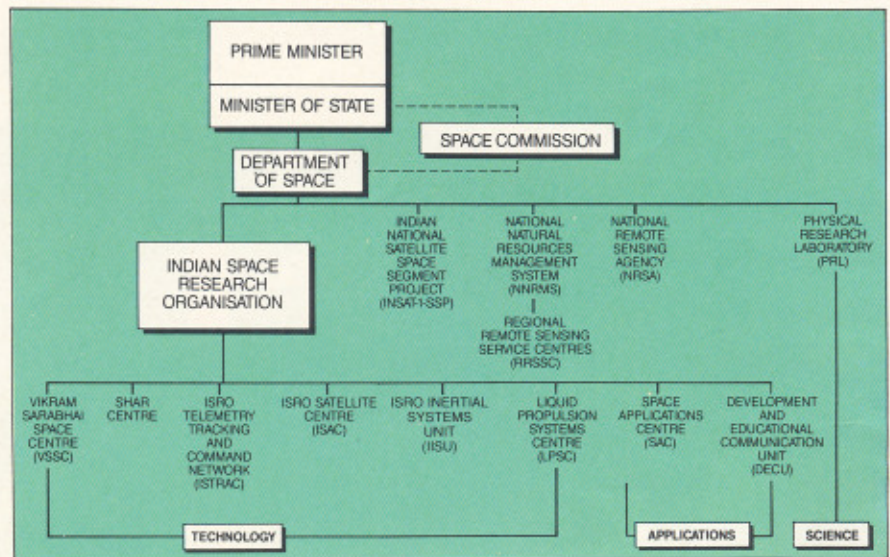 PRIME MINISTER
MINISTER OF STATE
SPACE COMMISSION
DEPARTMENT
OF SPACE
INDIAN SPACE
RESEARCH
ORGANISATION
INDIAN
NATIONAL
SATELLITE
SPACE
SEGMENT
PROJECT
(INSAT-1-SSP)
NATIONAL
NATURAL
RESOURCES
MANAGEMENT
SYSTEM
(NNRMS)
REGIONAL
REMOTE SENSING
SERVICE CENTRES
(RRSSC)
NATIONAL
REMOTE
SENSING
AGENCY
(NRSA)
PHYSICAL
RESEARCH
LABORATORY
(PRL)
VIKRAM
SARABHAI
SPACE
CENTRE
(VSSC)
SHAR
CENTRE
ISRO
TELEMETRY
TRACKING
AND
COMMAND
NETWORK
(ISTRAC)
ISRO SATELLITE
CENTRE
(ISAC)
ISRO INERTIAL
SYSTEMS
UNIT
(IISU)
LIQUID
PROPULSION
SYSTEMS
CENTRE
(LPSC)
SPACE
APPLICATIONS
CENTRE
(SAC)
DEVELOPMENT
AND
EDUCATIONAL
COMMUNICATION
UNIT
(DECU)
TECHNOLOGY
APPLICATIONS
SCIENCE